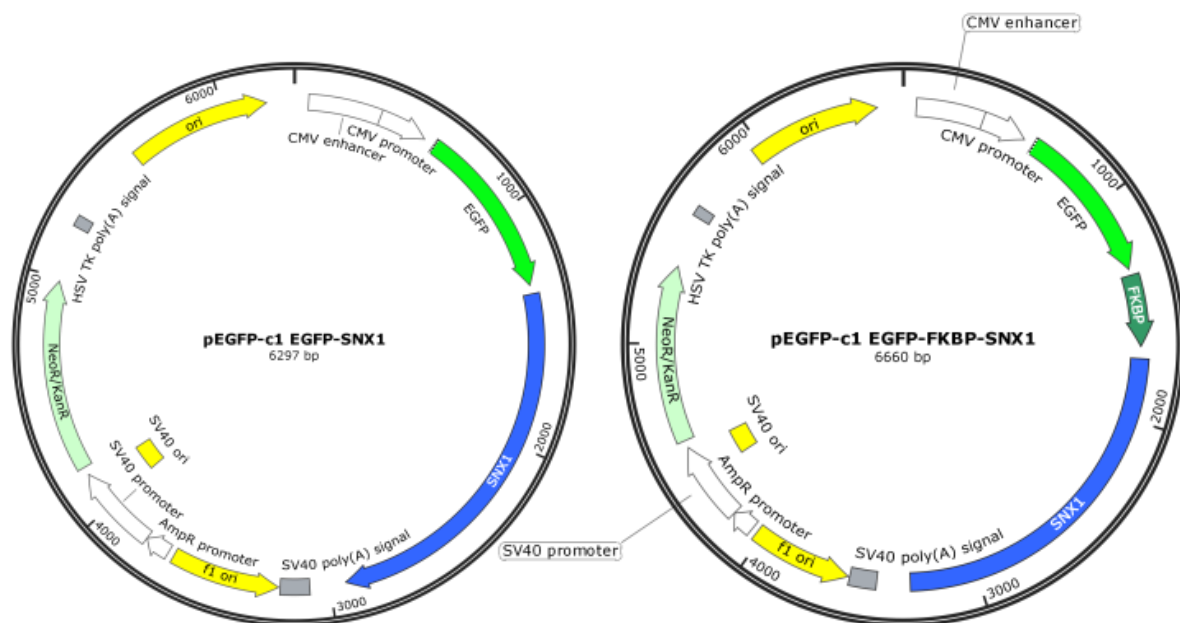 CMV enhancer
6000
ori
CMV promoter
CMV enhancer
1000
EGFP
HSV TK poly(A) signal
5000
pEGFP-c1 EGFP-SNX1
6297 bp
NeoR/KanR
SV40 ori
SV40 promoter
2000
SNX1
4000
AmpR promoter
f1 ori
SV40 poly(A) signal
3000
6000
ori
CMV promoter
1000
EGFP
HSV TK poly(A) signal
FKBP
5000
pEGFP-c1 EGFP-FKBP-SNX1
6660 bp
NeoR/KanR
2000
SV40 ori
AmpR promoter
SNX1
SV40 promoter
4000
f1 ori
SV40 poly(A) signal
3000